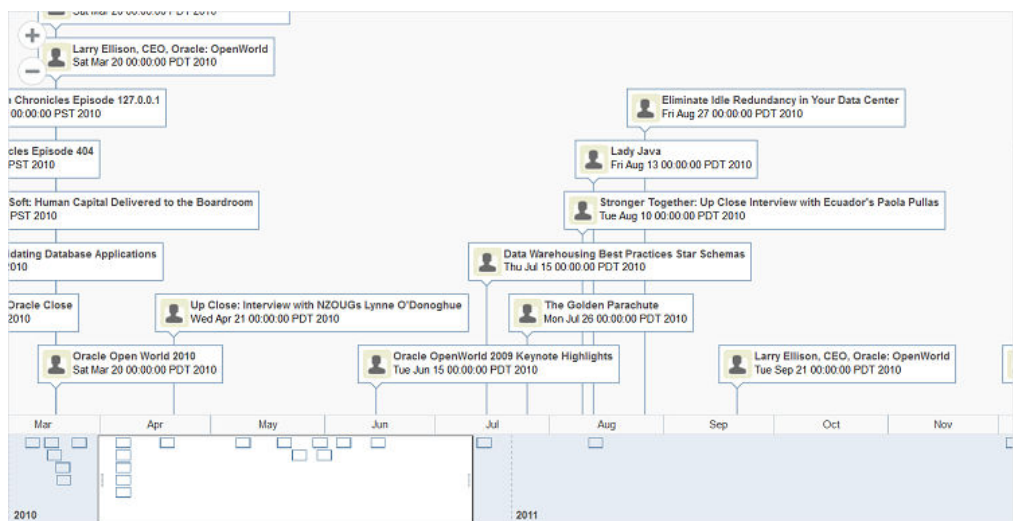 Sat Mar 20 00:00:00 PDT 2010
Larry Ellison, CEO, Oracle: OpenWorld
Sat Mar 20 00:00:00 PDT 2010
Chronicles Episode 127.0.0.1
00:00:00 PST 2010
Eliminate Idle Redundancy in Your Data Center
Fri Aug 27 00:00:00 PDT 2010
cles Episode 404
PST 2010
Lady Java
Fri Aug 13 00:00:00 PDT 2010
Soft: Human Capital Delivered to the Boardroom
PST 2010
Stronger Together: Up Close Interview with Ecuador's Paola Pullas
Tue Aug 10 00:00:00 PDT 2010
idating Database Applications
2010
Data Warehousing Best Practices Star Schemas
Thu Jul 15 00:00:00 PDT 2010
Oracle Close
2010
Up Close: Interview with NZOUGs Lynne O'Donoghue
Wed Apr 21 00:00:00 PDT 2010
The Golden Parachute
Mon Jul 26 00:00:00 PDT 2010
Oracle Open World 2010
Sat Mar 20 00:00:00 PDT 2010
Oracle OpenWorld 2009 Keynote Highlights
Tue Jun 15 00:00:00 PDT 2010
Larry Ellison, CEO, Oracle: OpenWorld
Tue Sep 21 00:00:00 PDT 2010
Mar Apr May Jun Jul Aug Sep Oct Nov
2010 2011